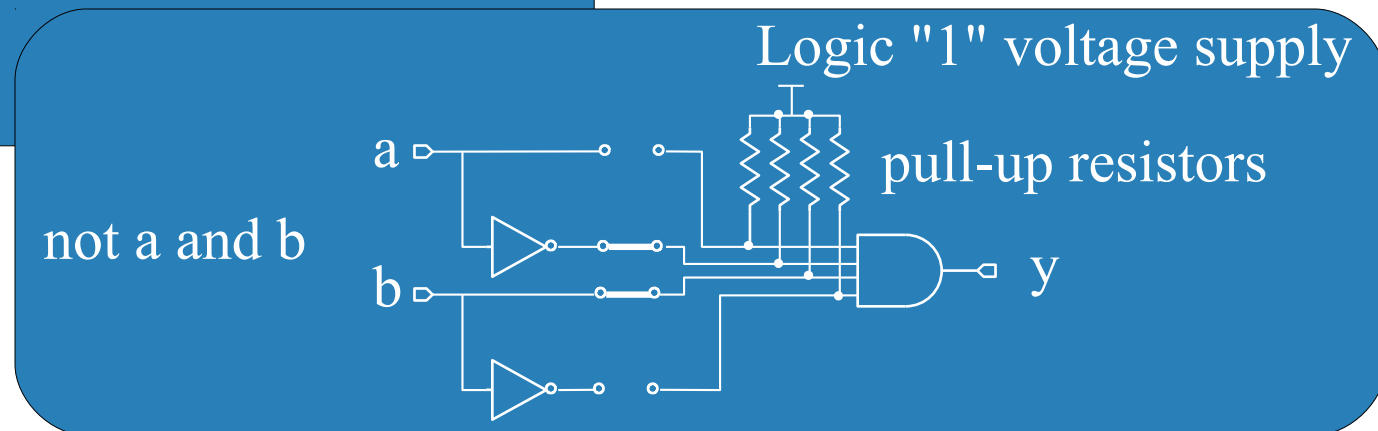 Logic "1" voltage supply
a
pull-up resistors
not a and b
b
y